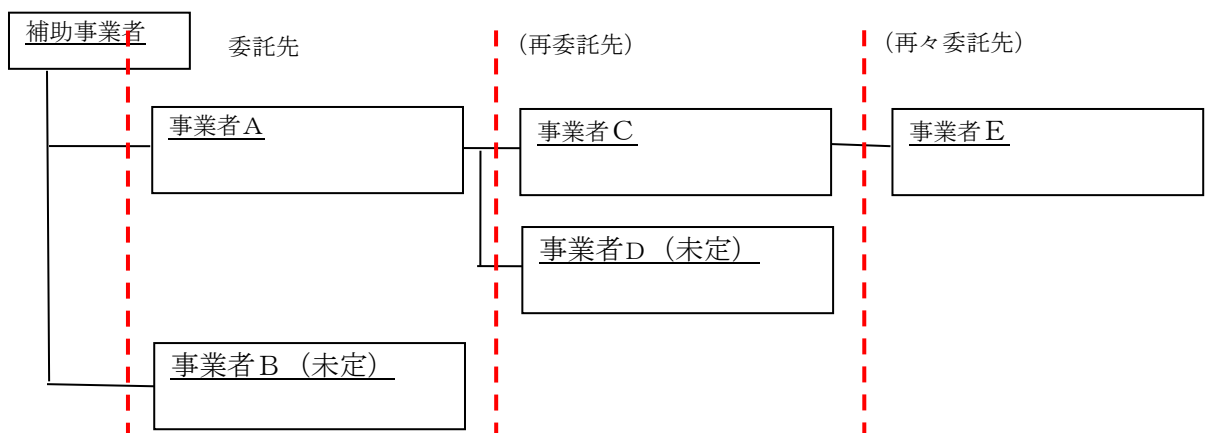 補助事業者
委託先
（再委託先）
（再々委託先）
事業者Ａ
事業者Ｃ
事業者Ｅ
事業者D（未定）
事業者Ｂ（未定）